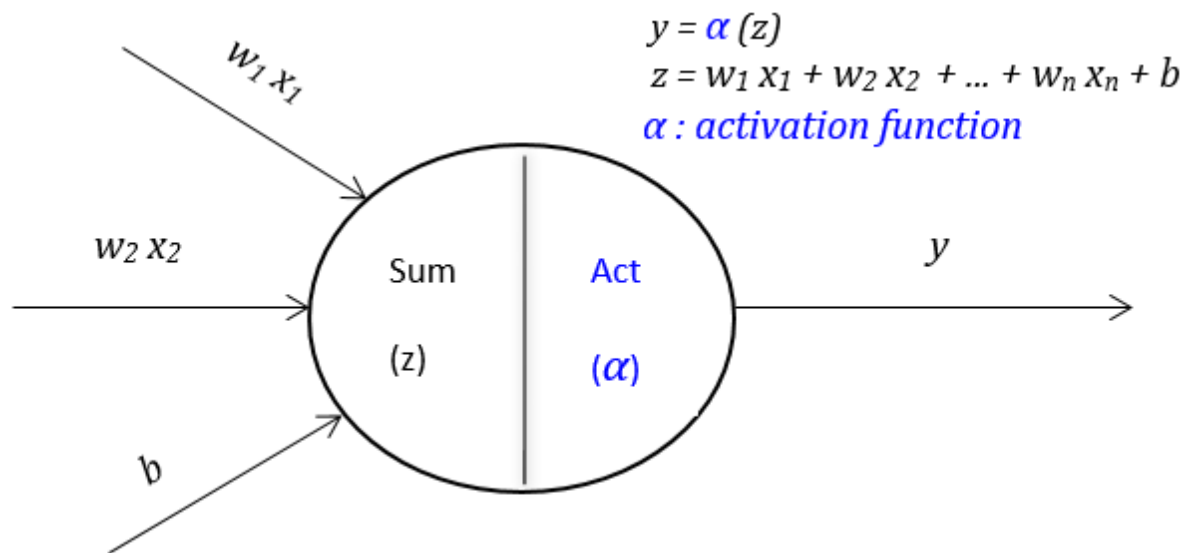 y = α (z)
z = w₁ x₁ + w₂ x₂ + ... + wₙ xₙ + b
α : activation function
w₁ x₁
w₂ x₂
b
Sum
(z)
Act
(α)
y